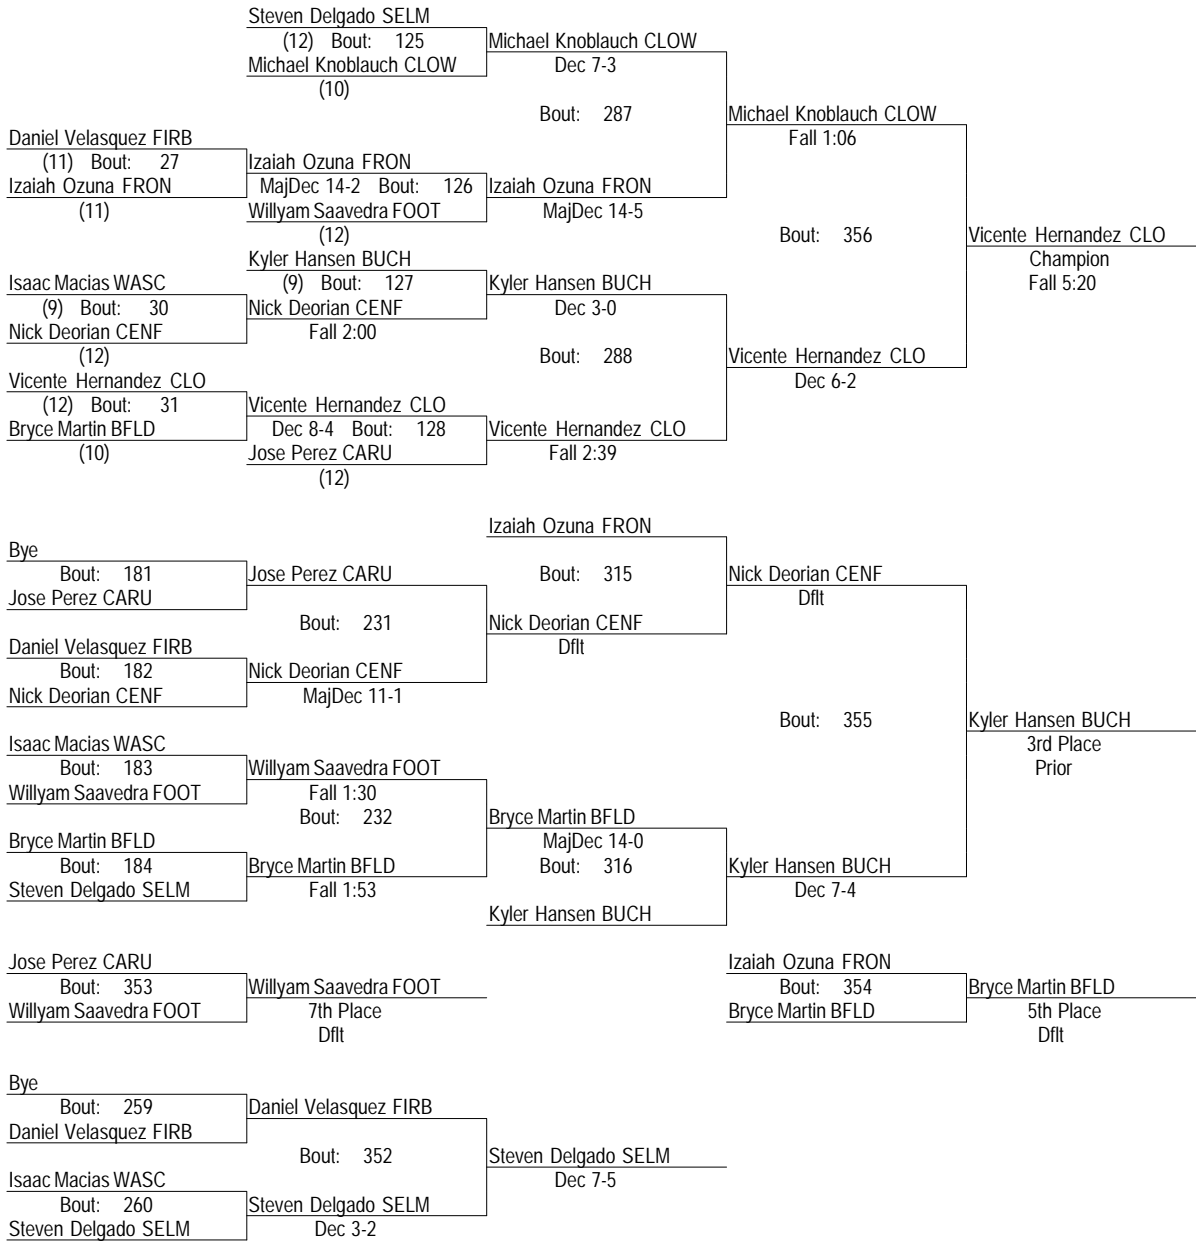 Steven Delgado SELM
(12) Bout: 125
Michael Knoblauch CLOW
Michael Knoblauch CLOW
Dec 7-3
(10)
Bout: 287
Michael Knoblauch CLOW
Fall 1:06
Daniel Velasquez FIRB
(11) Bout: 27
Izaiah Ozuna FRON
Izaiah Ozuna FRON
MajDec 14-2 Bout: 126
Izaiah Ozuna FRON
(11)
Willyam Saavedra FOOT
MajDec 14-5
(12)
Bout: 356
Vicente Hernandez CLO
Champion
Fall 5:20
Kyler Hansen BUCH
Isaac Macias WASC
(9) Bout: 127
Kyler Hansen BUCH
(9) Bout: 30
Nick Deorian CENF
Dec 3-0
Nick Deorian CENF
Fall 2:00
(12)
Bout: 288
Vicente Hernandez CLO
Dec 6-2
Vicente Hernandez CLO
(12) Bout: 31
Vicente Hernandez CLO
Bryce Martin BFLD
Dec 8-4 Bout: 128
Vicente Hernandez CLO
(10)
Jose Perez CARU
Fall 2:39
(12)
Izaiah Ozuna FRON
Bye
Bout: 181
Jose Perez CARU
Bout: 315
Nick Deorian CENF
Jose Perez CARU
Dflt
Bout: 231
Nick Deorian CENF
Daniel Velasquez FIRB
Dflt
Bout: 182
Nick Deorian CENF
Nick Deorian CENF
MajDec 11-1
Bout: 355
Kyler Hansen BUCH
3rd Place
Prior
Isaac Macias WASC
Bout: 183
Willyam Saavedra FOOT
Willyam Saavedra FOOT
Fall 1:30
Bout: 232
Bryce Martin BFLD
Bryce Martin BFLD
MajDec 14-0
Bout: 184
Bryce Martin BFLD
Bout: 316
Kyler Hansen BUCH
Steven Delgado SELM
Fall 1:53
Dec 7-4
Kyler Hansen BUCH
Jose Perez CARU
Bout: 353
Willyam Saavedra FOOT
Willyam Saavedra FOOT
7th Place
Dflt
Izaiah Ozuna FRON
Bout: 354
Bryce Martin BFLD
Bryce Martin BFLD
5th Place
Dflt
Bye
Bout: 259
Daniel Velasquez FIRB
Daniel Velasquez FIRB
Bout: 352
Steven Delgado SELM
Dec 7-5
Isaac Macias WASC
Bout: 260
Steven Delgado SELM
Steven Delgado SELM
Dec 3-2